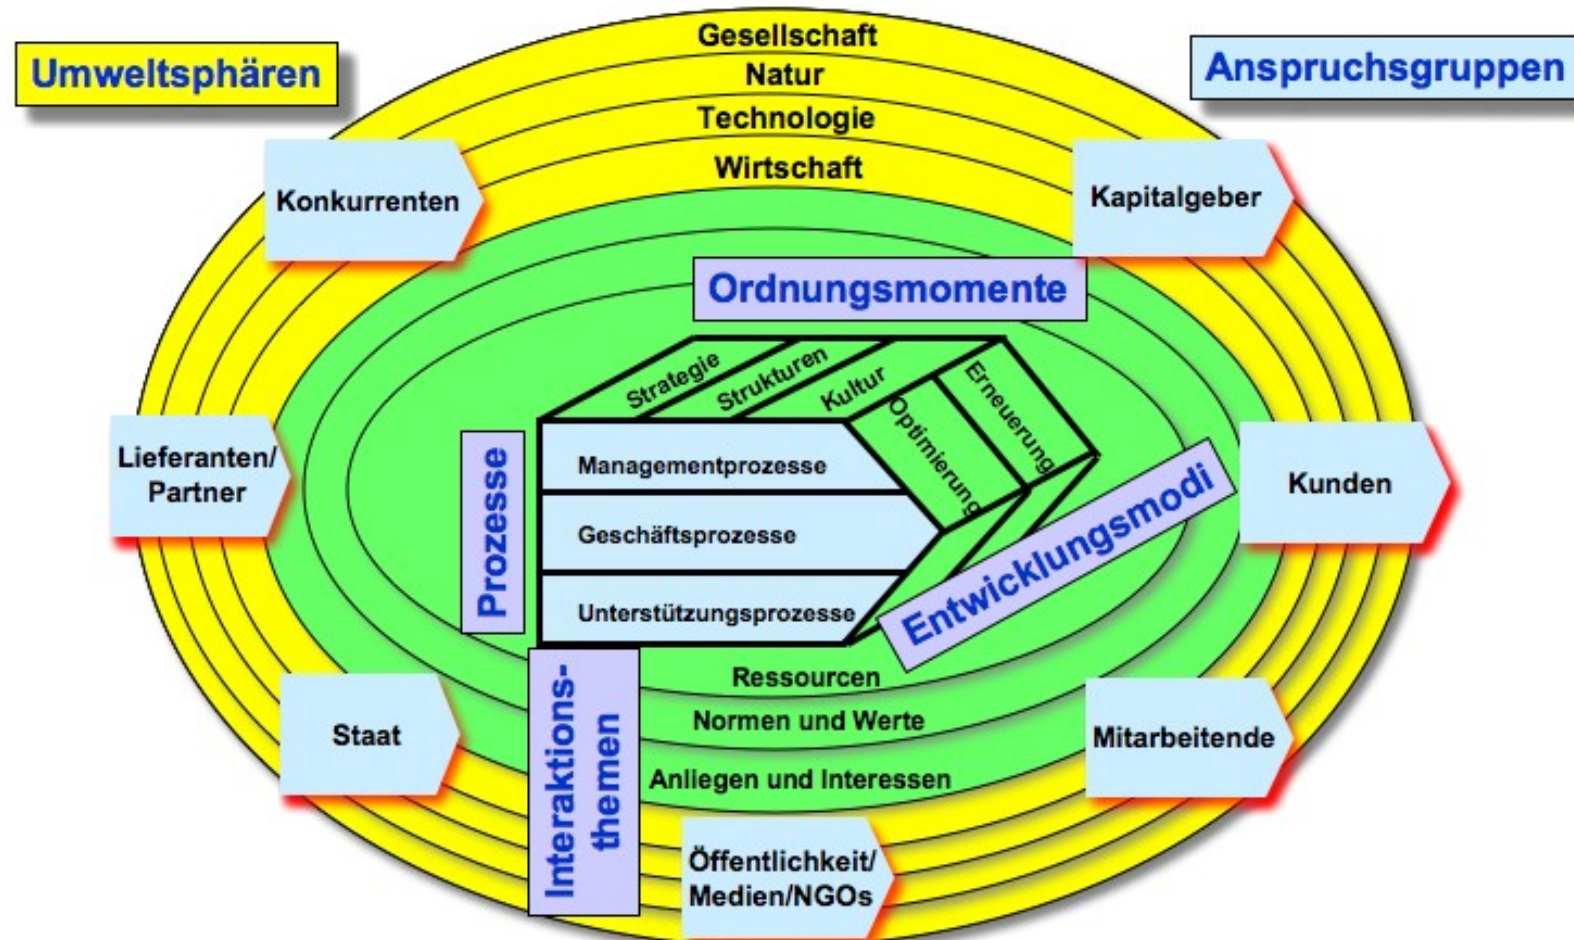 Gesellschaft
Umweltsphären
Anspruchsgruppen
Natur
Technologie
Wirtschaft
Konkurrenten
Kapitalgeber
Ordnungsmomente
Strategie
Strukturen
Kultur
Erneuerung
Optimierung
Lieferanten/
Partner
Prozesse
Managementprozesse
Geschäftsprozesse
Unterstützungsprozesse
Entwicklungsmodi
Kunden
Interaktions-
themen
Ressourcen
Normen und Werte
Anliegen und Interessen
Staat
Mitarbeitende
Öffentlichkeit/
Medien/NGOs